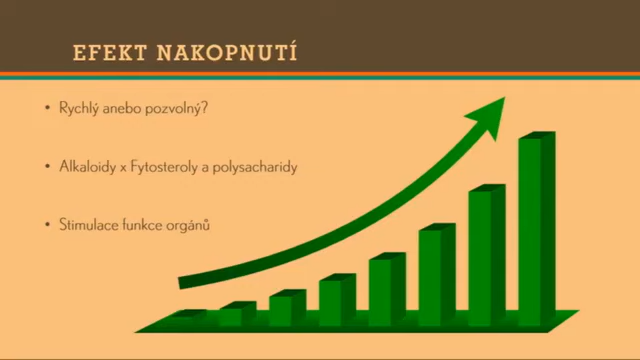 EFEKT NAKOPNUTÍ
• Rychlý anebo pozvolný?
• Alkaloidy x Fytosteroly a polysacharidy
• Stimulace funkce orgánů